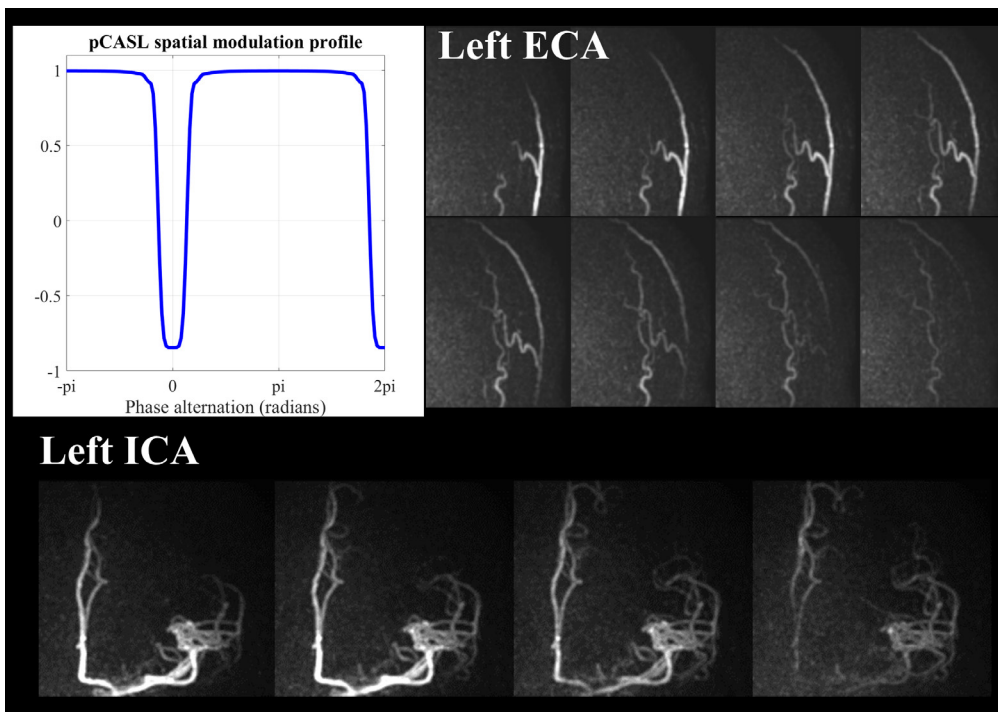 pCASL spatial modulation profile
1
0.5
0
-0.5
-1
-pi
0
pi
2pi
Phase alternation (radians)
Left ECA
Left ICA